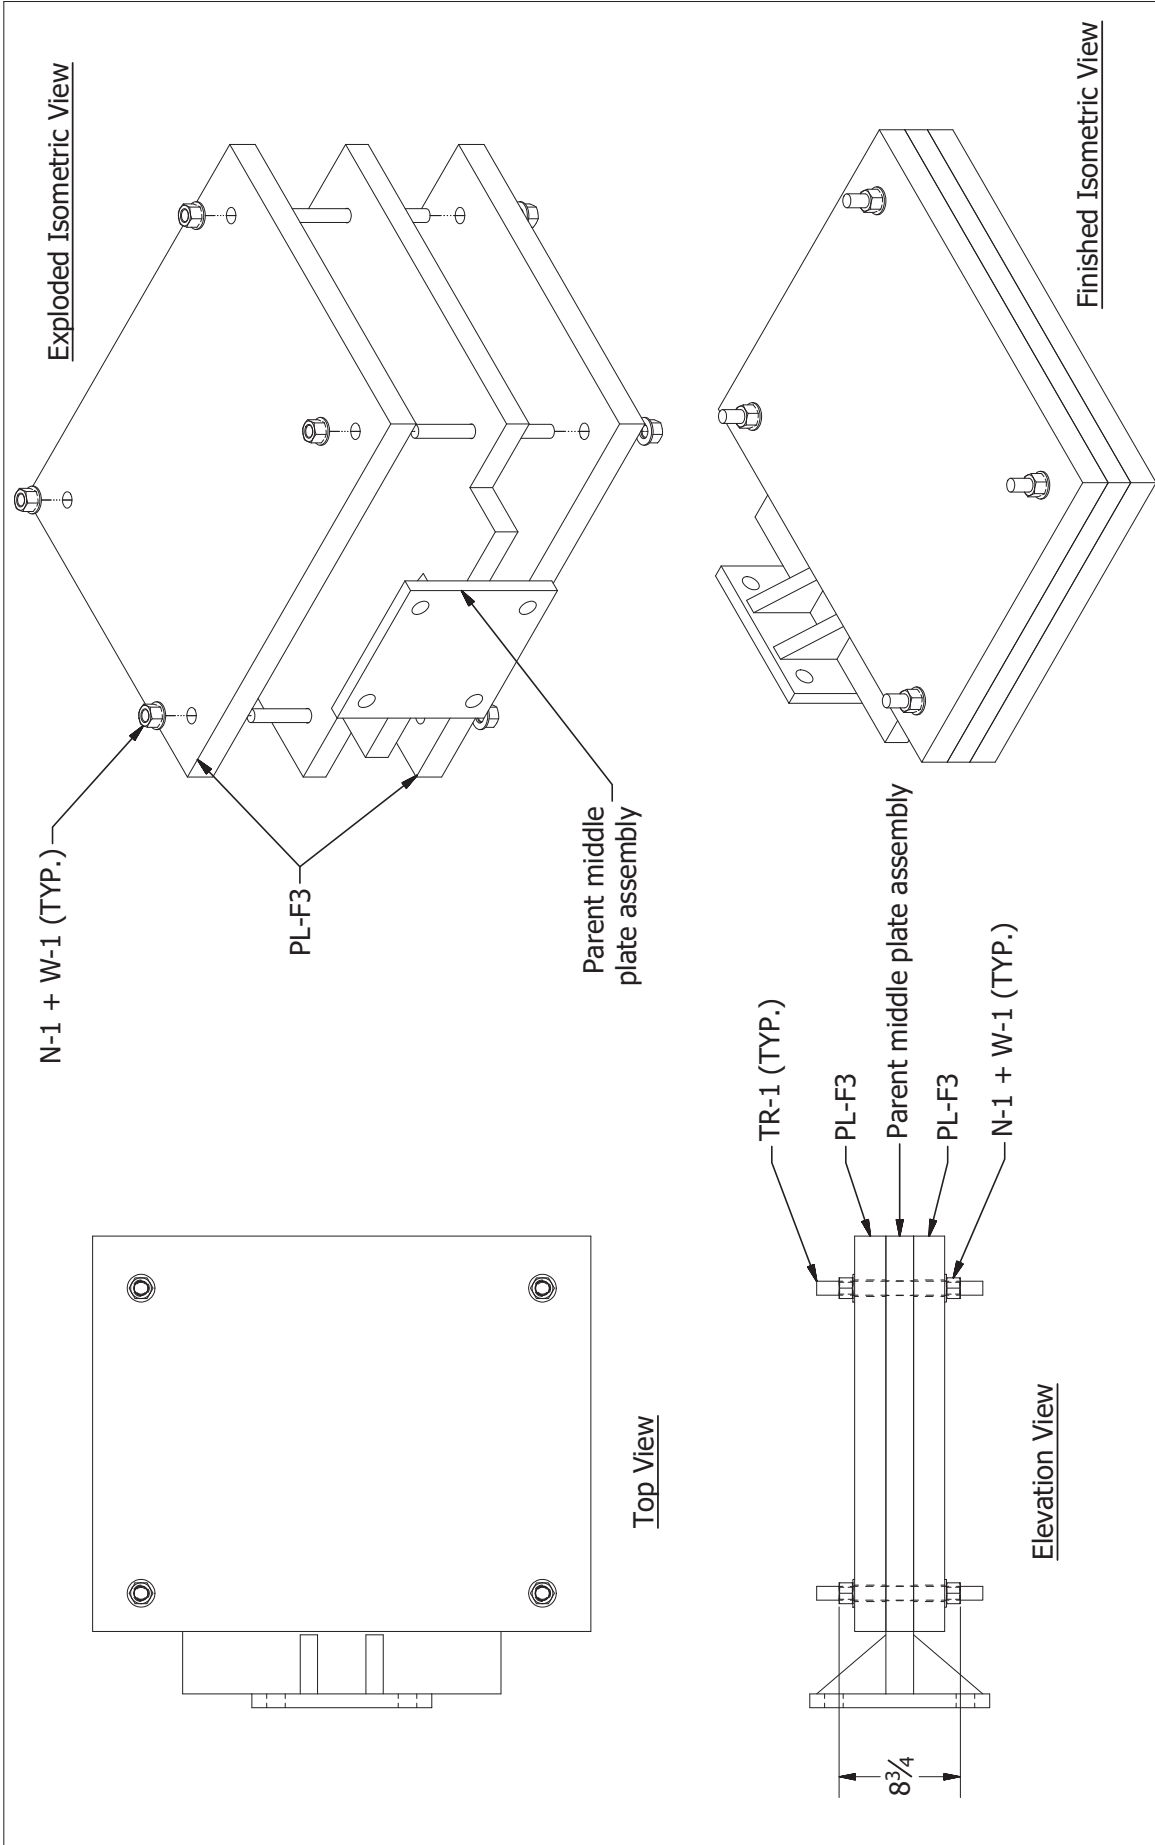 Top View
Elevation View
8¾
TR-1 (TYP.)
PL-F3
Parent middle plate assembly
PL-F3
N-1 + W-1 (TYP.)
N-1 + W-1 (TYP.)
PL-F3
Parent middle
plate assembly
Exploded Isometric View
Finished Isometric View